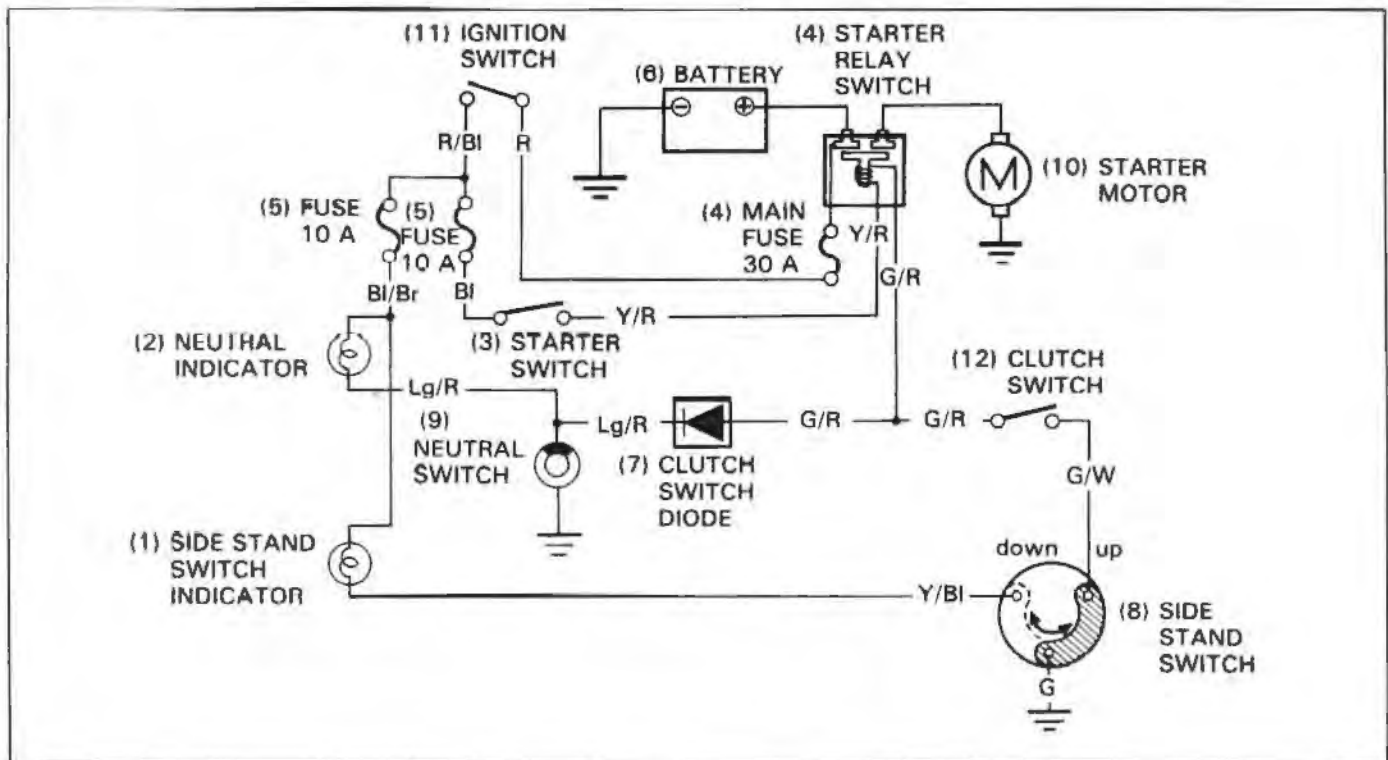 (11) IGNITION
SWITCH
(4) STARTER
RELAY
SWITCH
(6) BATTERY
R/Bl
R
(10) STARTER
MOTOR
(5) FUSE
10 A
(5)
FUSE
10 A
(4) MAIN
FUSE
30 A
Y/R
G/R
Bl/Br
Bl
Y/R
(2) NEUTRAL
INDICATOR
(3) STARTER
SWITCH
(12) CLUTCH
SWITCH
Lg/R
(9)
NEUTRAL
SWITCH
Lg/R
G/R
G/R
(7) CLUTCH
SWITCH
DIODE
G/W
(1) SIDE STAND
SWITCH
INDICATOR
down
up
Y/Bl
(8) SIDE
STAND
SWITCH
G
M